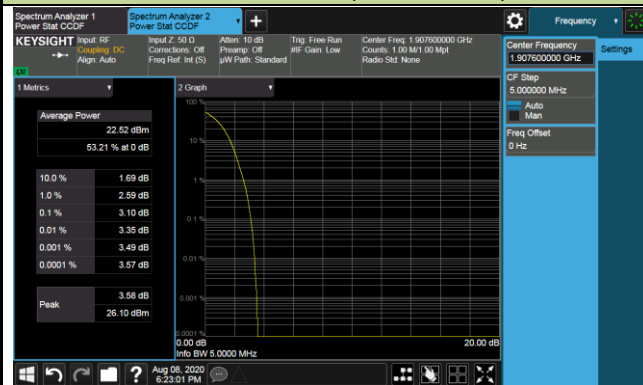 Spectrum Analyzer 1
Power Stat CCDF
Spectrum Analyzer 2
Power Stat CCDF
Frequency
KEYSIGHT
Input: RF
Coupling: DC
Align: Auto
Input Z: 50 Ω
Corrections: Off
Freq Ref: Int (S)
Atten: 10 dB
Preamp: Off
µW Path: Standard
Trig: Free Run
#IF Gain: Low
Center Freq: 1.907600000 GHz
Counts: 1.00 M/1.00 Mpt
Radio Std: None
Center Frequency
1.907600000 GHz
Settings
CF Step
5.000000 MHz
Auto
Man
Freq Offset
0 Hz
1 Metrics
Average Power
22.52 dBm
53.21 % at 0 dB
10.0 % 1.69 dB
1.0 % 2.59 dB
0.1 % 3.10 dB
0.01 % 3.35 dB
0.001 % 3.49 dB
0.0001 % 3.57 dB
Peak
3.58 dB
26.10 dBm
2 Graph
100 %
10 %
1 %
0.1 %
0.01 %
0.001 %
0.0001 %
0.00 dB
20.00 dB
Info BW 5.0000 MHz
Aug 08, 2020
6:23:01 PM